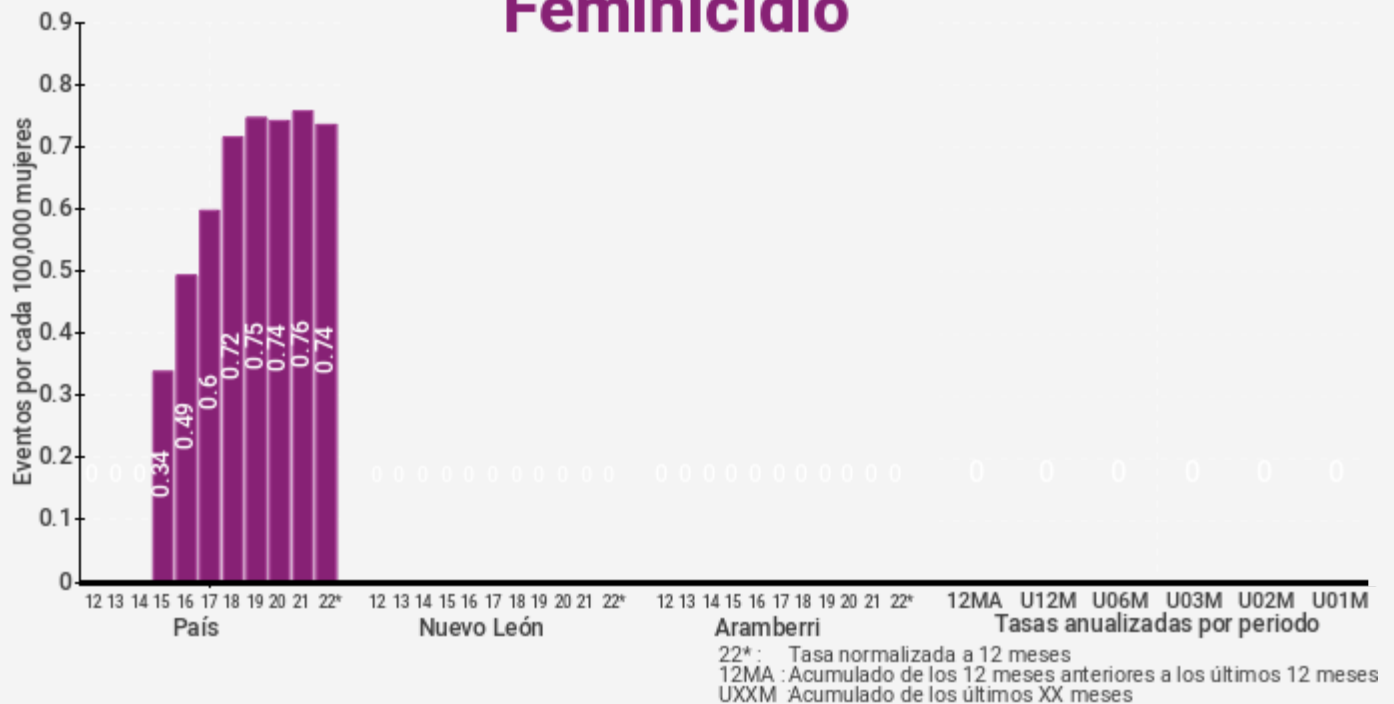 Feminicidio
0.9
0.8
0.7
0.6
0.5
0.4
0.3
0.2
0.1
0
Eventos por cada 100,000 mujeres
0 0 0 0.34 0.49 0.6 0.72 0.75 0.74 0.76 0.74
0 0 0 0 0 0 0 0 0 0 0
0 0 0 0 0 0 0 0 0 0 0
0 0 0 0 0 0
12 13 14 15 16 17 18 19 20 21 22*
12 13 14 15 16 17 18 19 20 21 22*
12 13 14 15 16 17 18 19 20 21 22*
12MA U12M U06M U03M U02M U01M
País
Nuevo León
Aramberri
Tasas anualizadas por periodo
22* : Tasa normalizada a 12 meses
12MA : Acumulado de los 12 meses anteriores a los últimos 12 meses
UXXM : Acumulado de los últimos XX meses